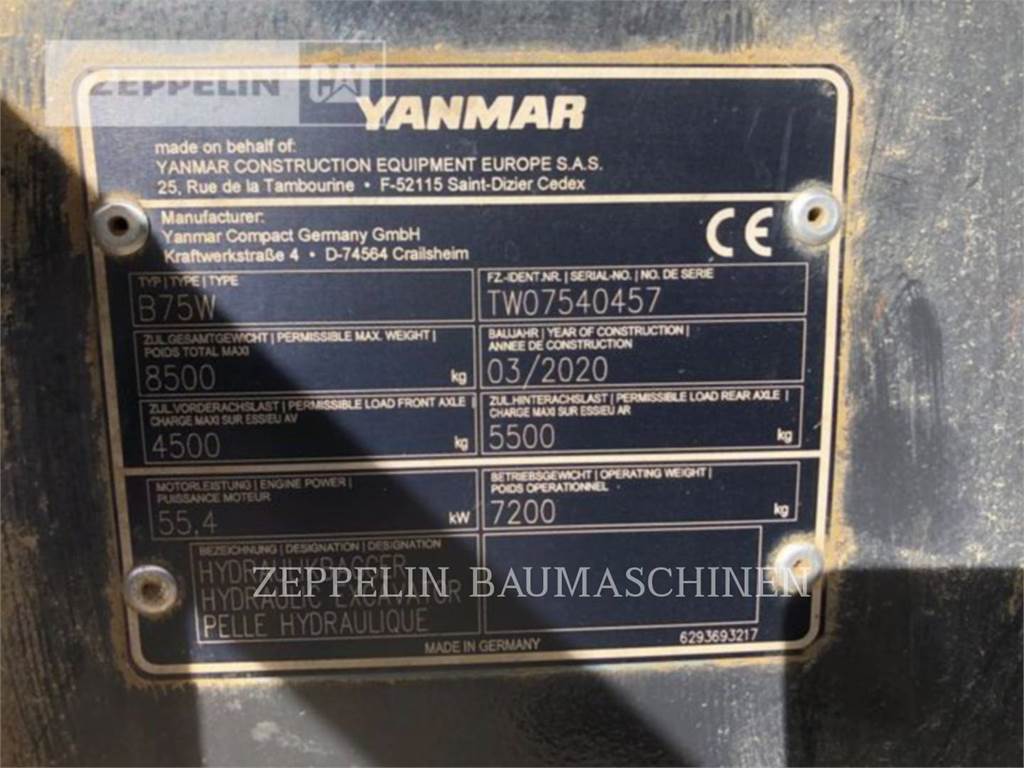 ZEPPELIN CAT
YANMAR
made on behalf of:
YANMAR CONSTRUCTION EQUIPMENT EUROPE S.A.S.
25, Rue de la Tambourine • F-52115 Saint-Dizier Cedex
Manufacturer:
Yanmar Compact Germany GmbH
Kraftwerkstraße 4 • D-74564 Crailsheim
CE
TYP | TYPE | TYPE
B75W
FZ.-IDENT.NR. | SERIAL-NO. | NO. DE SERIE
TW07540457
ZUL.GESAMTGEWICHT | PERMISSIBLE MAX. WEIGHT |
POIDS TOTAL MAXI
8500 kg
BAUJAHR | YEAR OF CONSTRUCTION |
ANNEE DE CONSTRUCTION
03/2020
ZUL.VORDERACHSLAST | PERMISSIBLE LOAD FRONT AXLE |
CHARGE MAXI SUR ESSIEU AV
4500 kg
ZUL.HINTERACHSLAST | PERMISSIBLE LOAD REAR AXLE |
CHARGE MAXI SUR ESSIEU AR
5500 kg
MOTORLEISTUNG | ENGINE POWER |
PUISSANCE MOTEUR
55,4 kW
BETRIEBSGEWICHT | OPERATING WEIGHT |
POIDS OPERATIONNEL
7200 kg
BEZEICHNUNG | DESIGNATION | DESIGNATION
HYDRAULIKBAGGER
HYDRAULIC EXCAVATOR
PELLE HYDRAULIQUE
ZEPPELIN BAUMASCHINEN
MADE IN GERMANY
6293693217